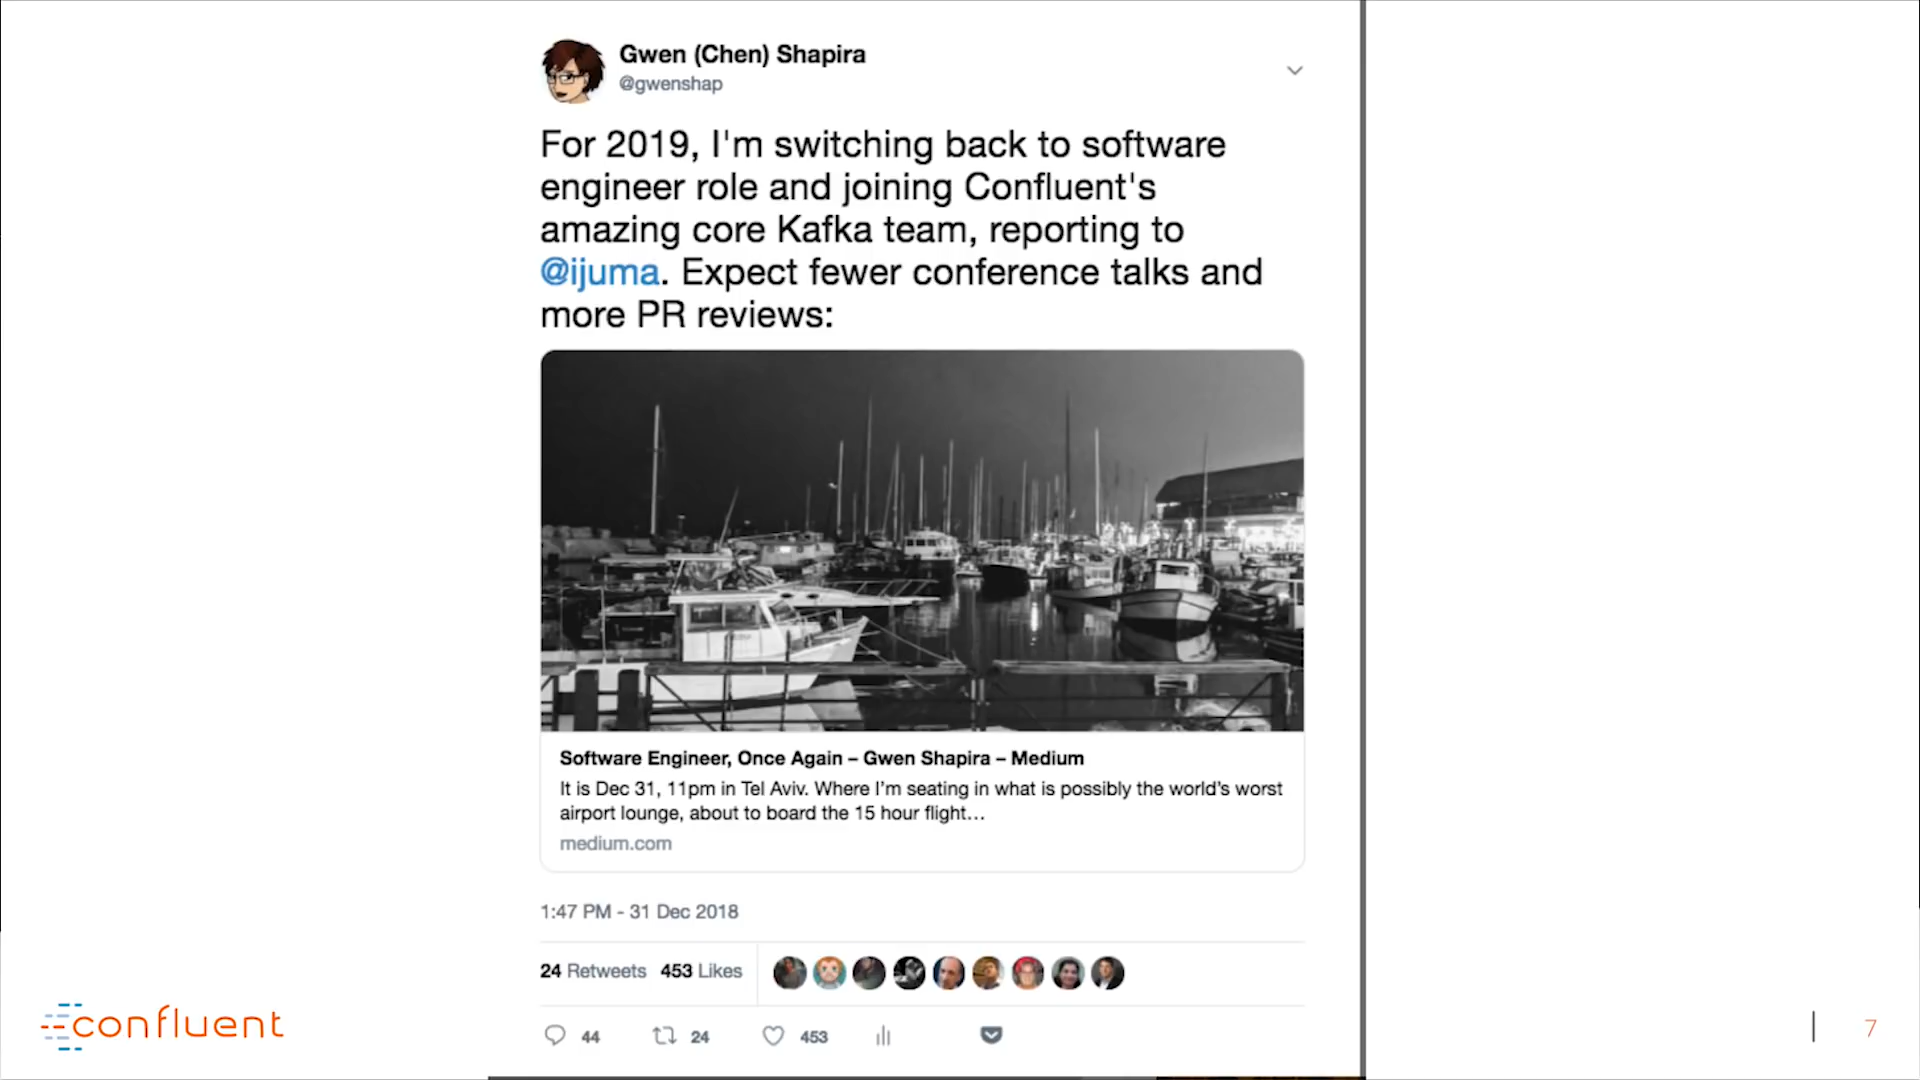 Gwen (Chen) Shapira
@gwenshap
For 2019, I'm switching back to software
engineer role and joining Confluent's
amazing core Kafka team, reporting to
@ijuma. Expect fewer conference talks and
more PR reviews:
Software Engineer, Once Again – Gwen Shapira – Medium
It is Dec 31, 11pm in Tel Aviv. Where I'm seating in what is possibly the world's worst
airport lounge, about to board the 15 hour flight...
medium.com
1:47 PM - 31 Dec 2018
24 Retweets 453 Likes
44 24 453
confluent
7